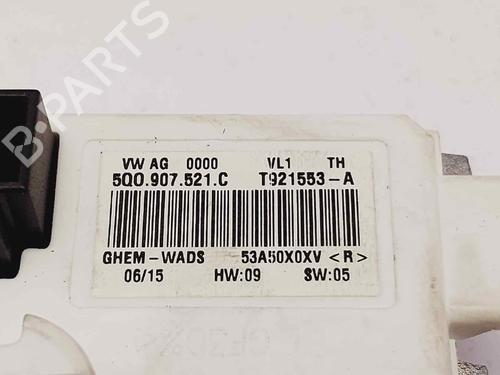 B-PARTS
VW AG 0000 VL1 TH
5Q0.907.521.C T921553-A
GHEM-WADS 53A50X0XV <R>
06/15 HW:09 SW:05